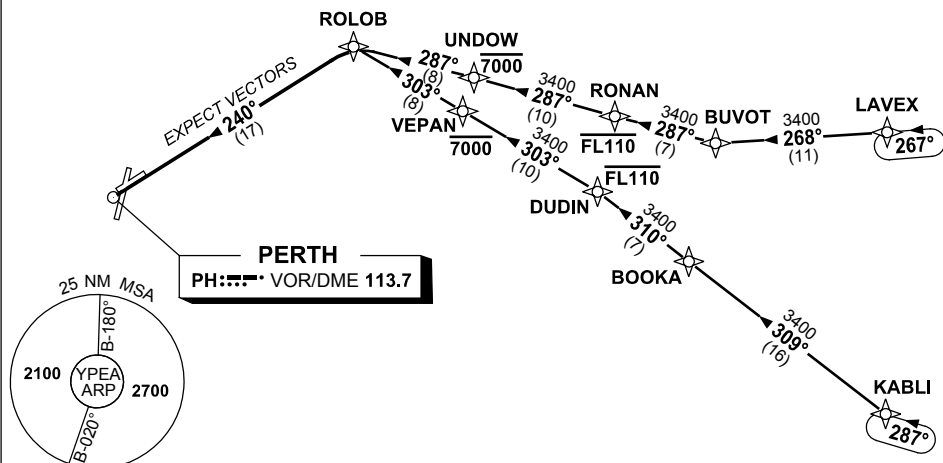 ROLOB
UNDOW
7000
287°
(8)
303°
(8)
VEPAN
7000
EXPECT VECTORS
240°
(17)
3400
287°
(10)
RONAN
FL110
3400
287°
(7)
BUVOT
3400
268°
(11)
LAVEX
267°
3400
303°
(10)
FL110
DUDIN
3400
310°
(7)
BOOKA
3400
309°
(16)
KABLI
287°
PERTH
PH VOR/DME 113.7
25 NM MSA
B-180°
2100
YPEA
ARP
2700
B-020°